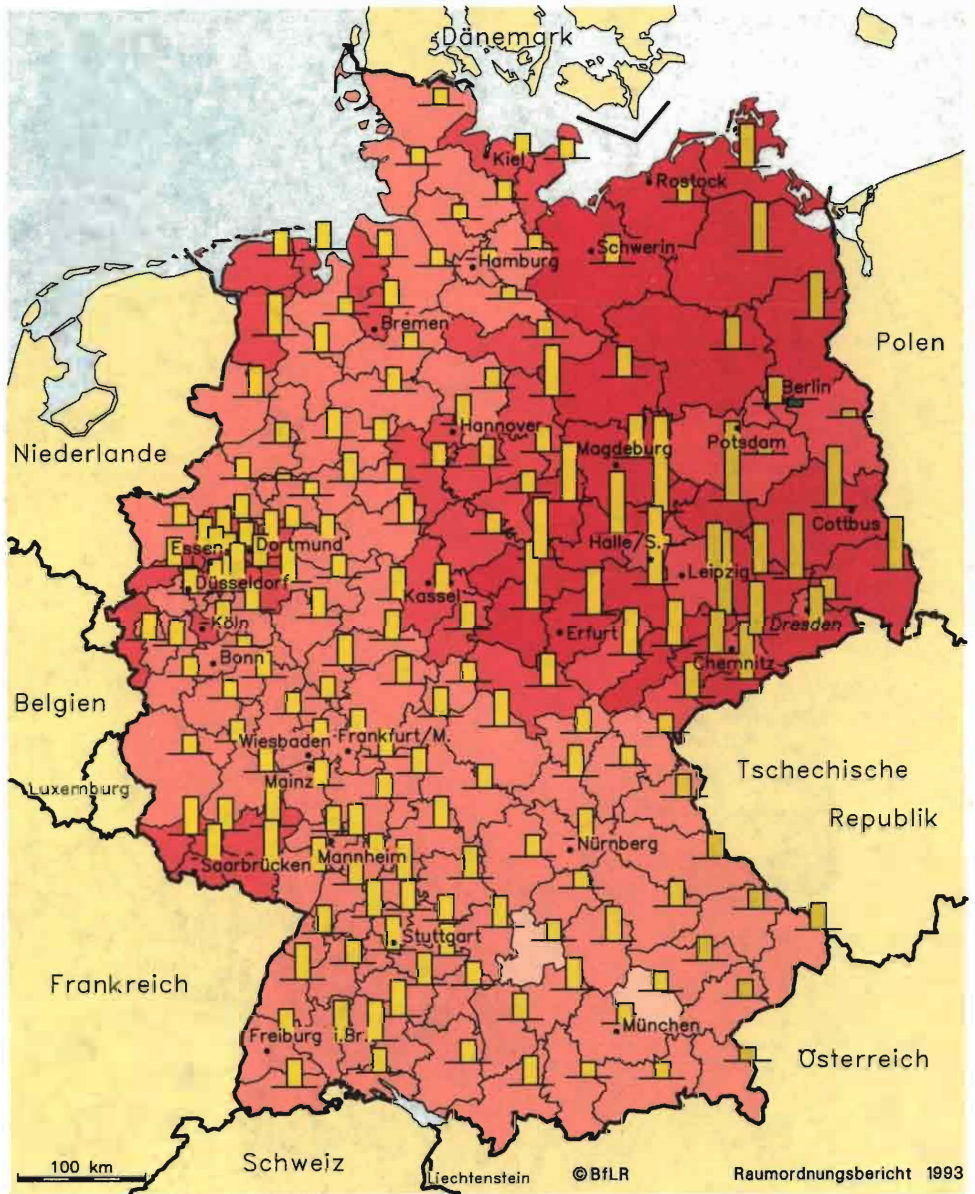 Dänemark
Kiel
Rostock
Schwerin
Hamburg
Bremen
Polen
Berlin
Niederlande
Hannover
Magdeburg
Potsdam
Cottbus
Essen
Dortmund
Halle/S.
Leipzig
Düsseldorf
Kassel
Köln
Erfurt
Dresden
Bonn
Chemnitz
Belgien
Wiesbaden
Frankfurt/M.
Mainz
Luxemburg
Tschechische
Republik
Saarbrücken
Mannheim
Nürnberg
Stuttgart
Frankreich
Freiburg i.Br.
München
Österreich
100 km
Schweiz
Liechtenstein
©BfLR
Raumordnungsbericht 1993